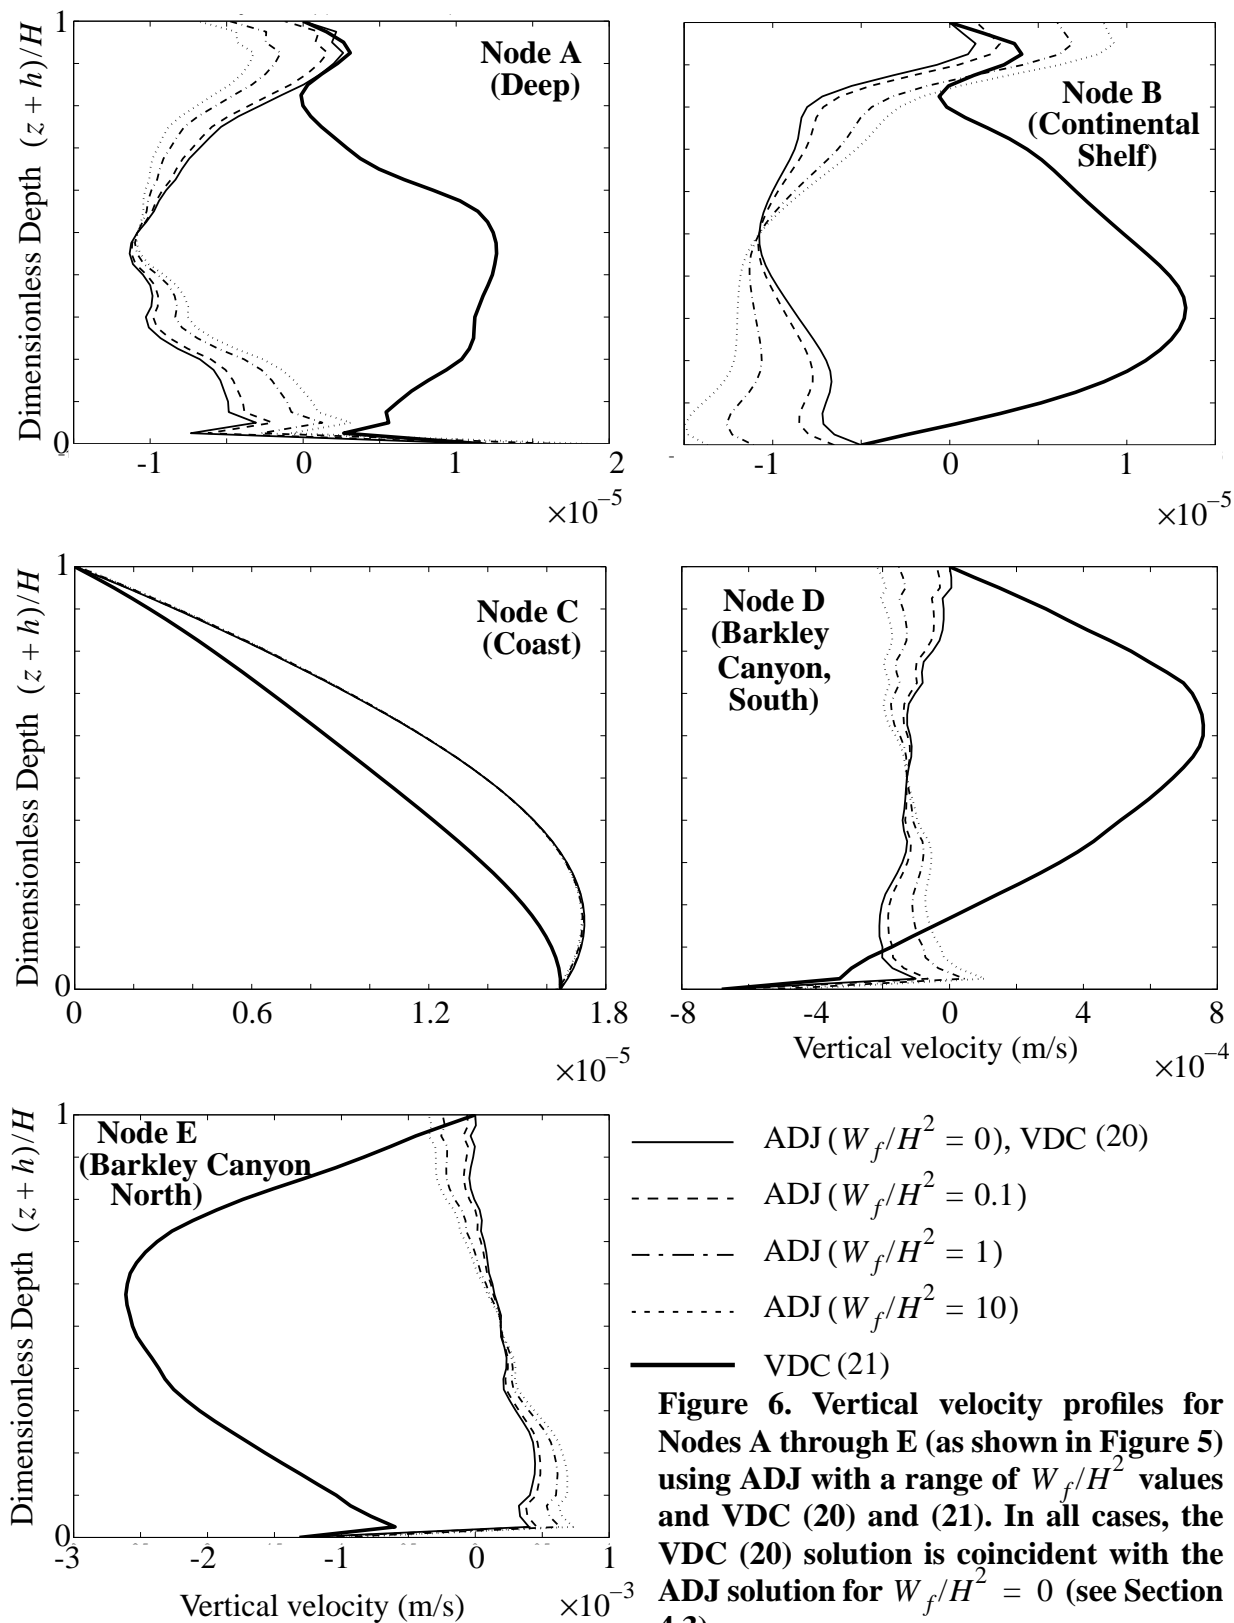 1
Dimensionless Depth (z + h)/H
0
Node A
(Deep)
-1 0 1 2
×10⁻⁵
Node B
(Continental
Shelf)
-1 0 1
×10⁻⁵
1
Dimensionless Depth (z + h)/H
0
Node C
(Coast)
0 0.6 1.2 1.8
×10⁻⁵
Node D
(Barkley
Canyon,
South)
-8 -4 0 4 8
Vertical velocity (m/s) ×10⁻⁴
1
Dimensionless Depth (z + h)/H
0
Node E
(Barkley Canyon
North)
-3 -2 -1 0 1
Vertical velocity (m/s) ×10⁻³
ADJ (W_f/H² = 0), VDC (20)
ADJ (W_f/H² = 0.1)
ADJ (W_f/H² = 1)
ADJ (W_f/H² = 10)
VDC (21)
Figure 6. Vertical velocity profiles for
Nodes A through E (as shown in Figure 5)
using ADJ with a range of W_f/H² values
and VDC (20) and (21). In all cases, the
VDC (20) solution is coincident with the
ADJ solution for W_f/H² = 0 (see Section